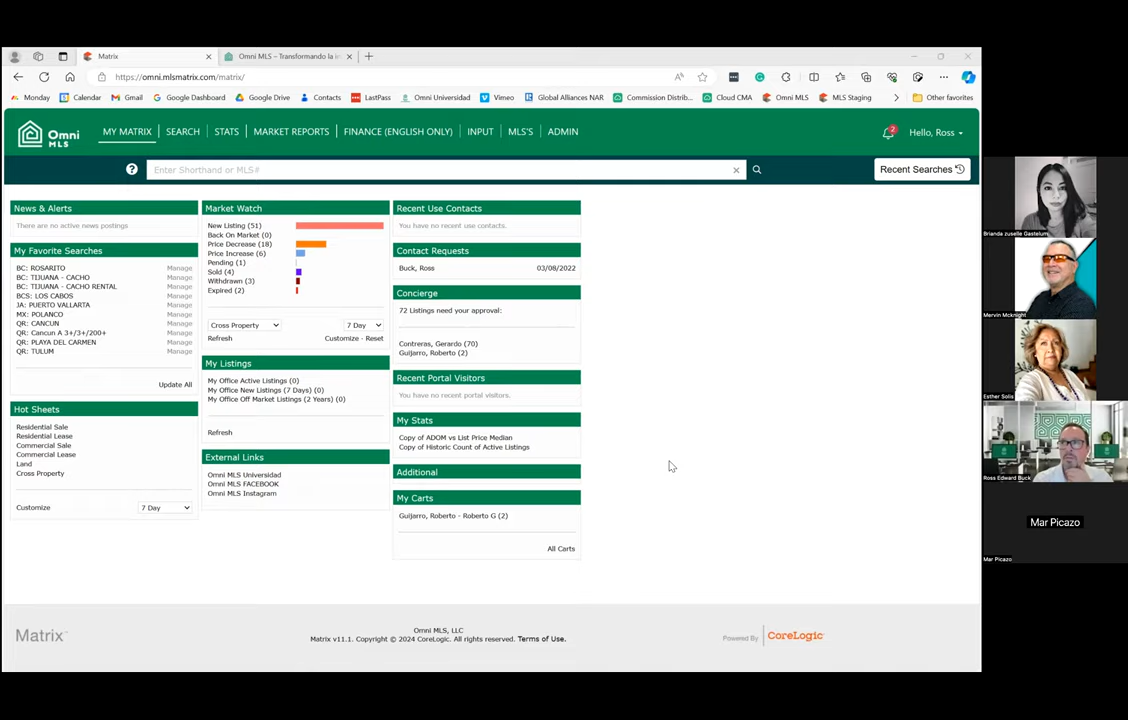 Matrix
Omni MLS – Transformando la i
https://omni.mlsmatrix.com/matrix/
Monday
Calendar
Gmail
Google Dashboard
Google Drive
Contacts
LastPass
Omni Universidad
Vimeo
Global Alliances NAR
Commission Distrib...
Cloud CMA
Omni MLS
MLS Staging
Other favorites
Omni
MLS
MY MATRIX
SEARCH
STATS
MARKET REPORTS
FINANCE (ENGLISH ONLY)
INPUT
MLS'S
ADMIN
2
Hello, Ross
Enter Shorthand or MLS#
Recent Searches
News & Alerts
There are no active news postings
My Favorite Searches
BC: ROSARITO Manage
BC: TIJUANA - CACHO Manage
BC: TIJUANA - CACHO RENTAL Manage
BCS: LOS CABOS Manage
JA: PUERTO VALLARTA Manage
MX: POLANCO Manage
QR: CANCUN Manage
QR: Cancun A 3+/3+/200+ Manage
QR: PLAYA DEL CARMEN Manage
QR: TULUM Manage
Update All
Hot Sheets
Residential Sale
Residential Lease
Commercial Sale
Commercial Lease
Land
Cross Property
Customize 7 Day
Market Watch
New Listing (51)
Back On Market (0)
Price Decrease (18)
Price Increase (6)
Pending (1)
Sold (4)
Withdrawn (3)
Expired (2)
Cross Property 7 Day
Refresh Customize - Reset
My Listings
My Office Active Listings (0)
My Office New Listings (7 Days) (0)
My Office Off Market Listings (2 Years) (0)
Refresh
External Links
Omni MLS Universidad
Omni MLS FACEBOOK
Omni MLS Instagram
Recent Use Contacts
You have no recent use contacts.
Contact Requests
Buck, Ross 03/08/2022
Concierge
72 Listings need your approval:
Contreras, Gerardo (70)
Guijarro, Roberto (2)
Recent Portal Visitors
You have no recent portal visitors.
My Stats
Copy of ADOM vs List Price Median
Copy of Historic Count of Active Listings
Additional
My Carts
Guijarro, Roberto - Roberto G (2)
All Carts
Matrix
Omni MLS, LLC
Matrix v11.1. Copyright © 2024 CoreLogic. All rights reserved. Terms of Use.
Powered By CoreLogic
Brianda zuselle Gastelum
Mervin Mcknight
Esther Solis
Ross Edward Buck
Mar Picazo
Mar Picazo